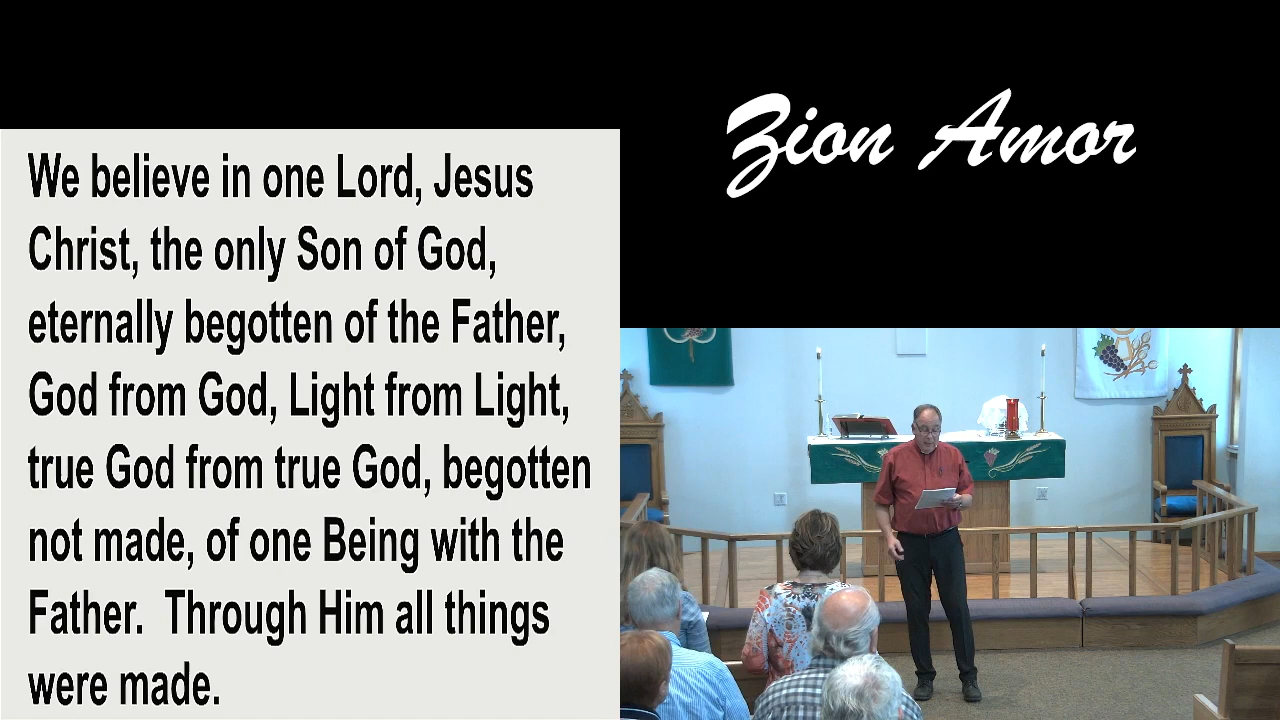 Zion Amor
We believe in one Lord, Jesus
Christ, the only Son of God,
eternally begotten of the Father,
God from God, Light from Light,
true God from true God, begotten
not made, of one Being with the
Father.  Through Him all things
were made.